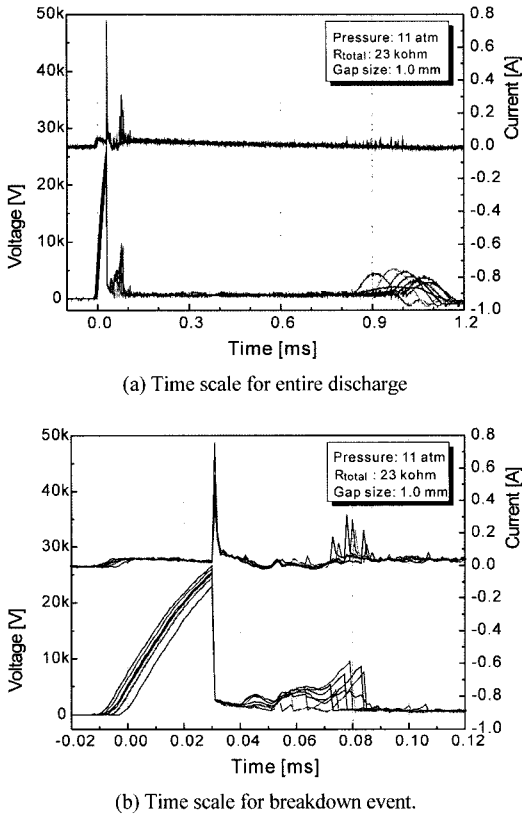 50k
40k
30k
20k
10k
0
Voltage [V]
Pressure: 11 atm
Rtotal: 23 kohm
Gap size: 1.0 mm
0.8
0.6
0.4
0.2
0.0
-0.2
-0.4
-0.6
-0.8
-1.0
Current [A]
0.0 0.3 0.6 0.9 1.2
Time [ms]
(a) Time scale for entire discharge
50k
40k
30k
20k
10k
0
Voltage [V]
Pressure: 11 atm
Rtotal : 23 kohm
Gap size: 1.0 mm
0.8
0.6
0.4
0.2
0.0
-0.2
-0.4
-0.6
-0.8
-1.0
Current [A]
-0.02 0.00 0.02 0.04 0.06 0.08 0.10 0.12
Time [ms]
(b) Time scale for breakdown event.